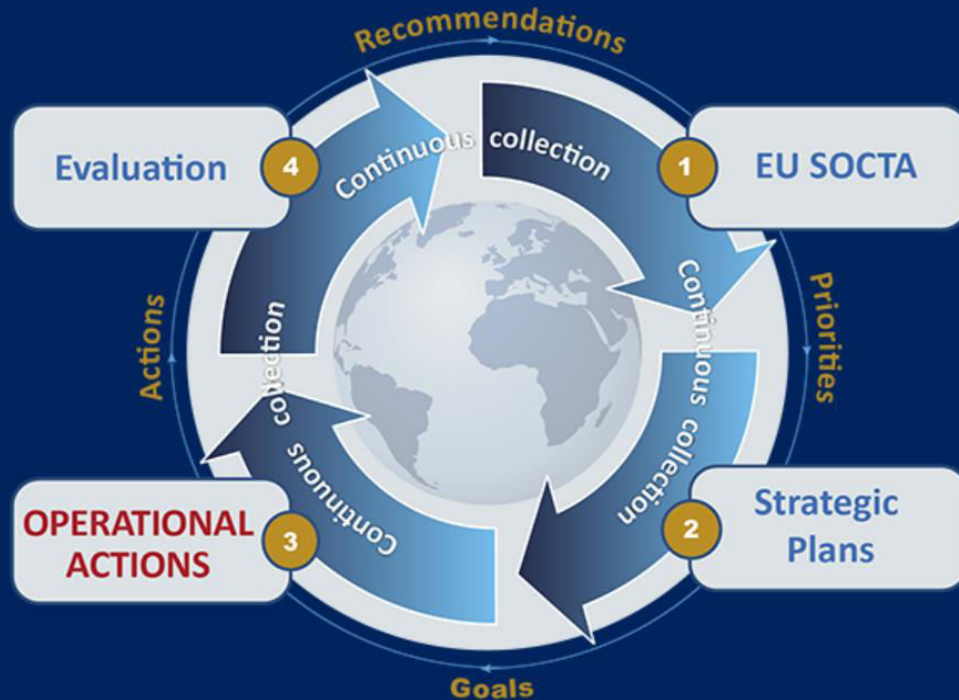 Recommendations
Evaluation
4
Continuous collection
1
EU SOCTA
Priorities
Continuous collection
2
Strategic
Plans
Goals
Continuous collection
3
OPERATIONAL
ACTIONS
Actions